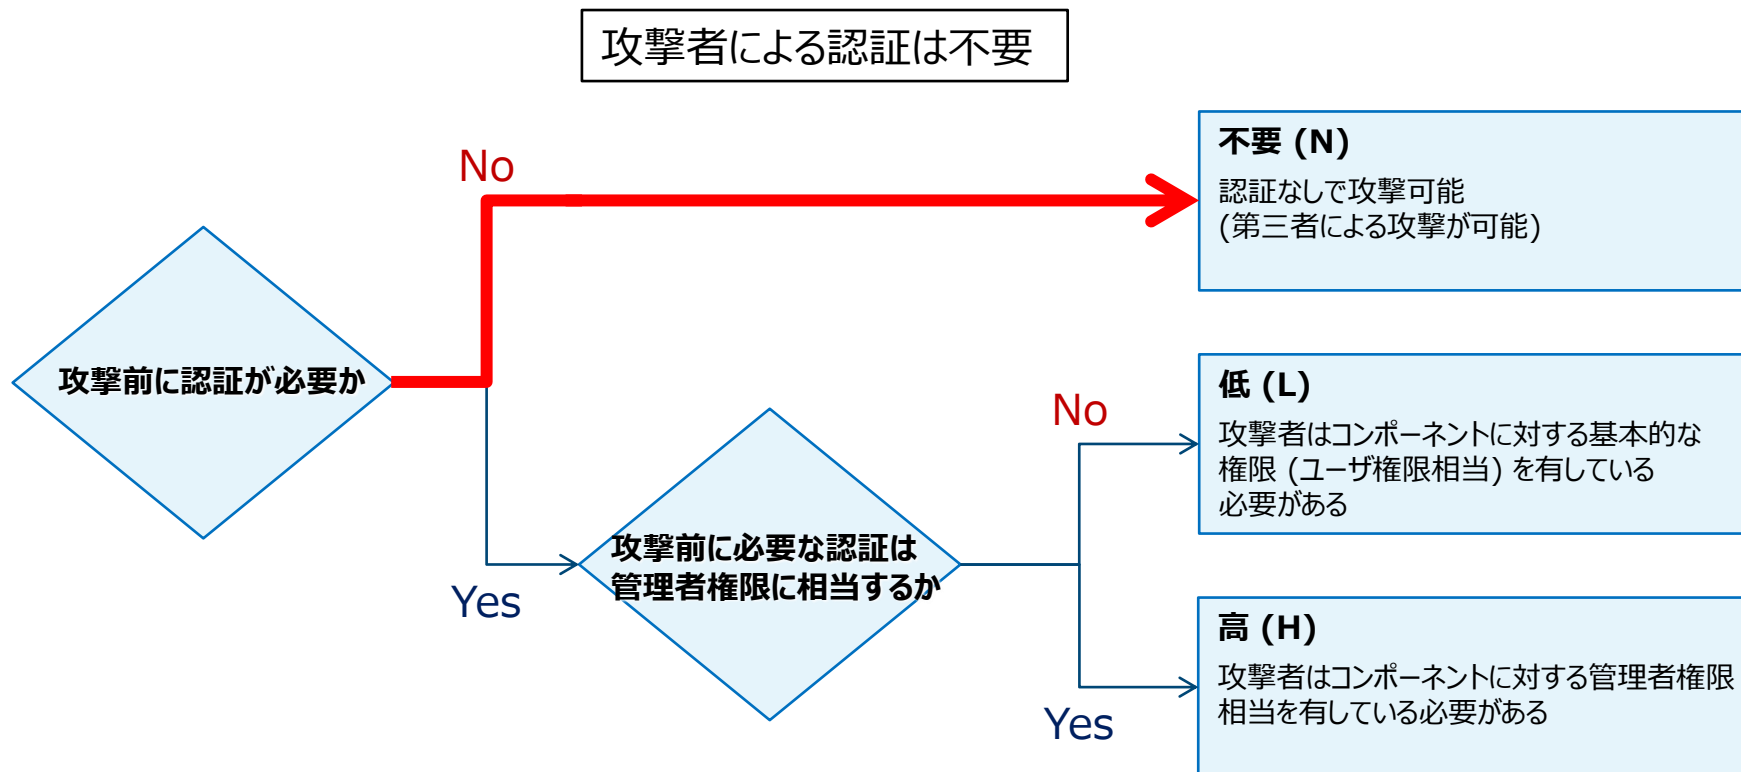 攻撃者による認証は不要
No
不要 (N)
認証なしで攻撃可能
(第三者による攻撃が可能)
攻撃前に認証が必要か
Yes
攻撃前に必要な認証は
管理者権限に相当するか
No
低 (L)
攻撃者はコンポーネントに対する基本的な
権限 (ユーザ権限相当) を有している
必要がある
Yes
高 (H)
攻撃者はコンポーネントに対する管理者権限
相当を有している必要がある